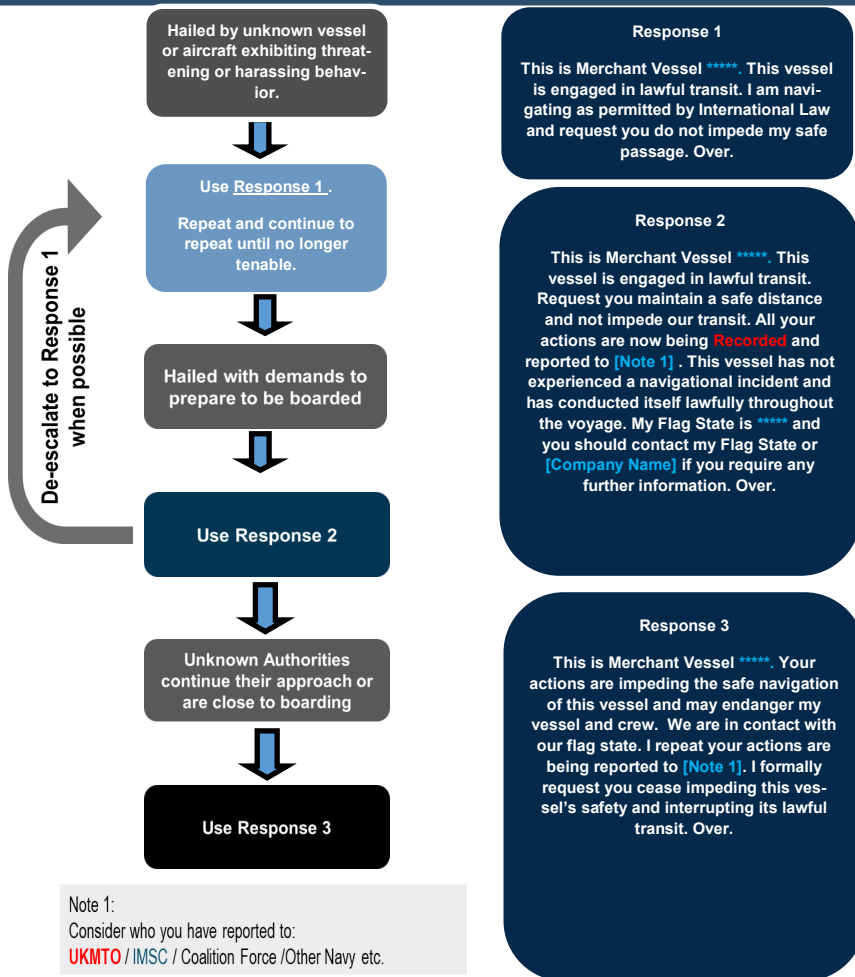 Hailed by unknown vessel
or aircraft exhibiting threat-
ening or harassing behav-
ior.
Use Response 1 .
Repeat and continue to
repeat until no longer
tenable.
Hailed with demands to
prepare to be boarded
Use Response 2
Unknown Authorities
continue their approach or
are close to boarding
Use Response 3
De-escalate to Response 1
when possible
Note 1:
Consider who you have reported to:
UKMTO / IMSC / Coalition Force /Other Navy etc.
Response 1
This is Merchant Vessel *****. This vessel
is engaged in lawful transit. I am navi-
gating as permitted by International Law
and request you do not impede my safe
passage. Over.
Response 2
This is Merchant Vessel *****. This
vessel is engaged in lawful transit.
Request you maintain a safe distance
and not impede our transit. All your
actions are now being Recorded and
reported to [Note 1] . This vessel has not
experienced a navigational incident and
has conducted itself lawfully throughout
the voyage. My Flag State is ***** and
you should contact my Flag State or
[Company Name] if you require any
further information. Over.
Response 3
This is Merchant Vessel *****. Your
actions are impeding the safe navigation
of this vessel and may endanger my
vessel and crew.  We are in contact with
our flag state. I repeat your actions are
being reported to [Note 1]. I formally
request you cease impeding this ves-
sel’s safety and interrupting its lawful
transit. Over.